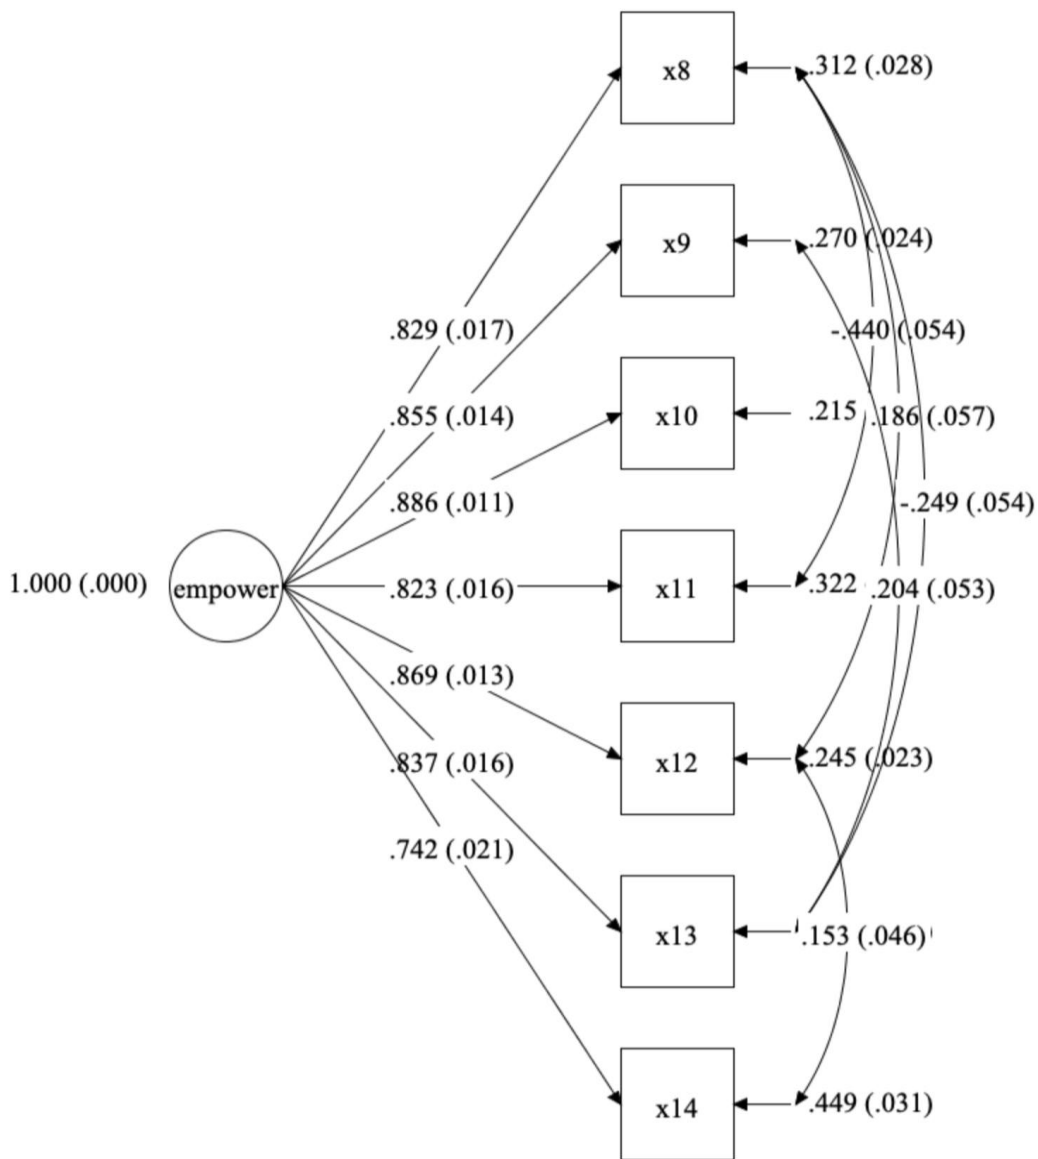 x8
.312 (.028)
x9
.270 (.024)
.829 (.017)
-.440 (.054)
.855 (.014)
x10
.215
.186 (.057)
.886 (.011)
-.249 (.054)
1.000 (.000)
empower
.823 (.016)
x11
.322
.204 (.053)
.869 (.013)
x12
.245 (.023)
.837 (.016)
.742 (.021)
x13
.153 (.046)
x14
.449 (.031)